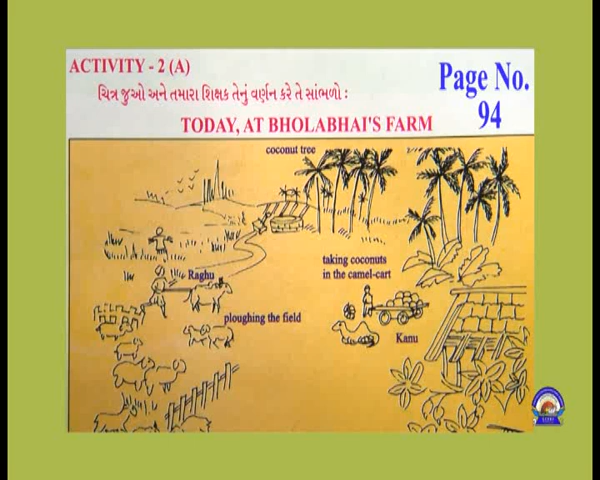 ACTIVITY - 2 (A)
Page No.
94
ચિત્ર જુઓ અને તમારા શિક્ષક તેનું વર્ણન કરે તે સાંભળો :
TODAY, AT BHOLABHAI'S FARM
coconut tree
taking coconuts
in the camel-cart
Raghu
ploughing the field
Kanu